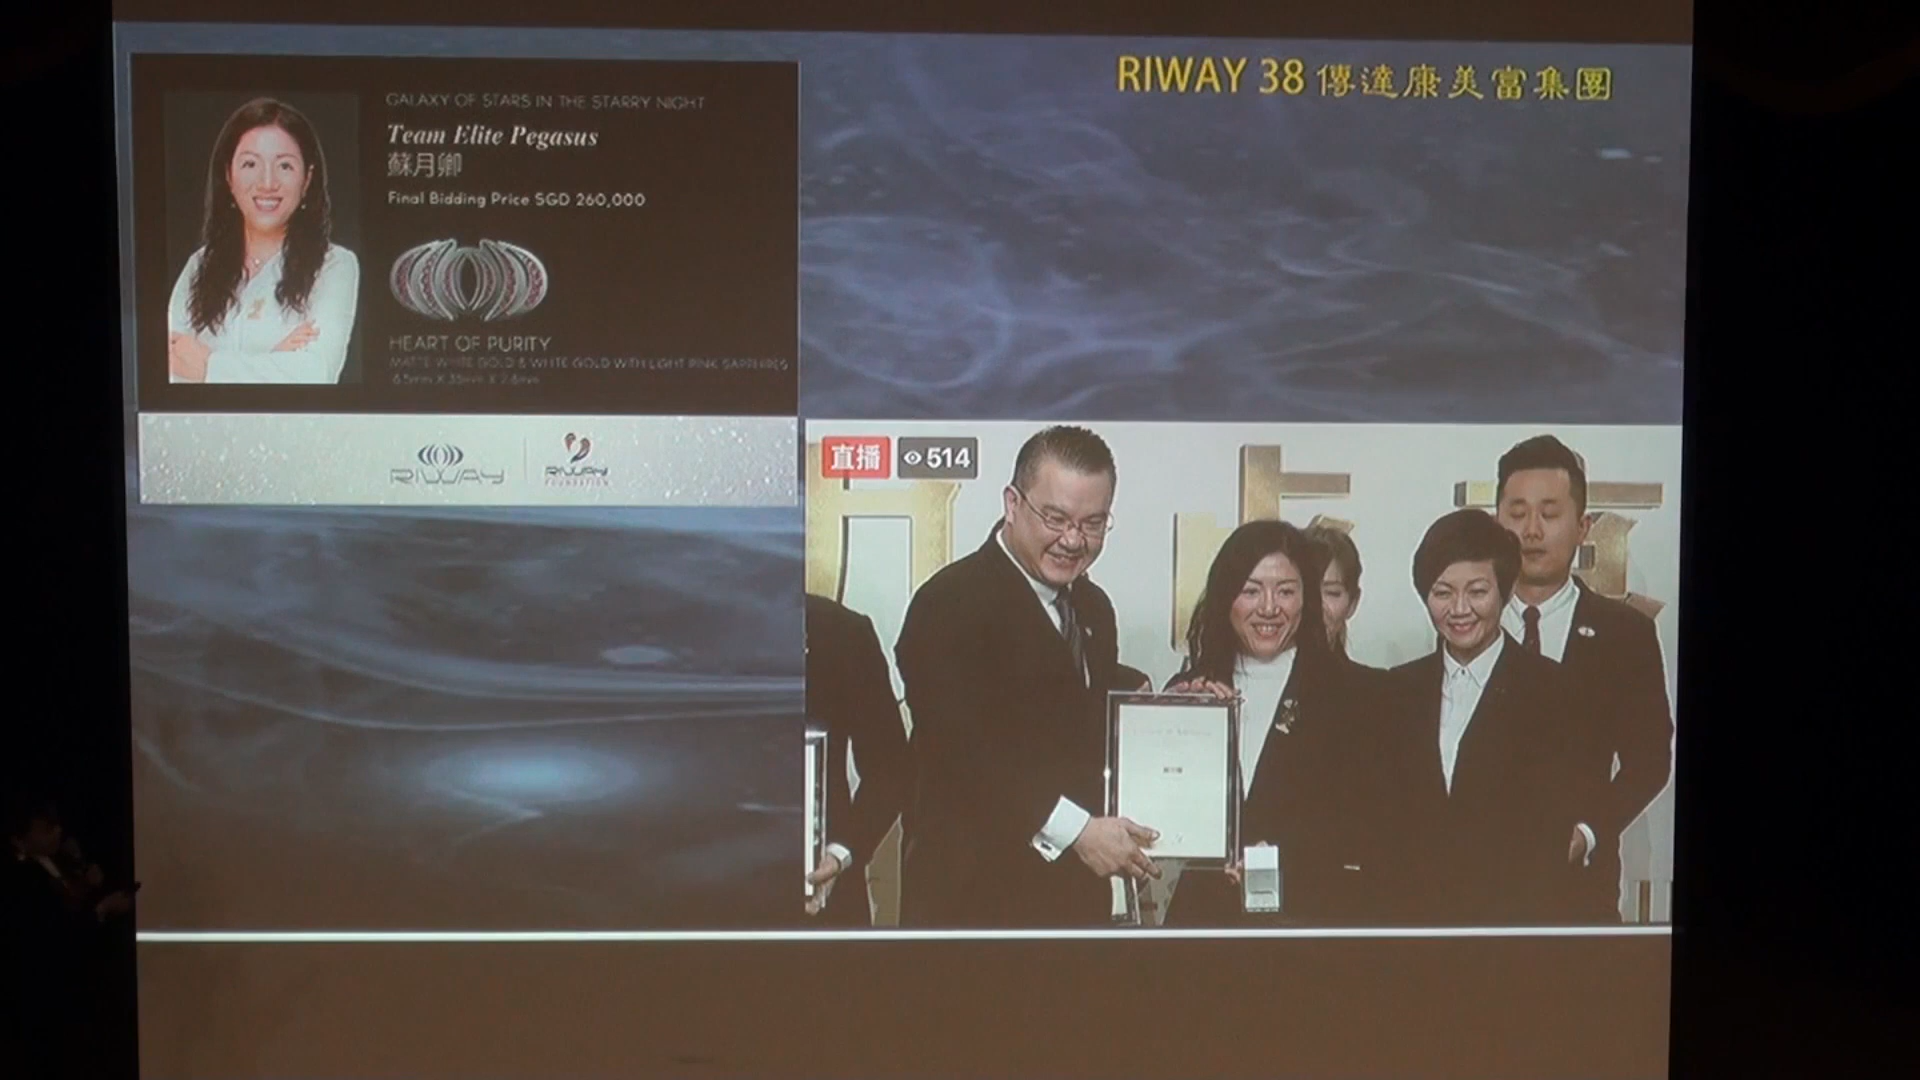 RIWAY 38 傳達康美富集團
GALAXY OF STARS IN THE STARRY NIGHT
Team Elite Pegasus
蘇月卿
Final Bidding Price SGD 260,000
HEART OF PURITY
MATTE WHITE GOLD & WHITE GOLD WITH LIGHT PINK SAPPHIRES
RIWAY
RIWAY
FOUNDATION
直播
514